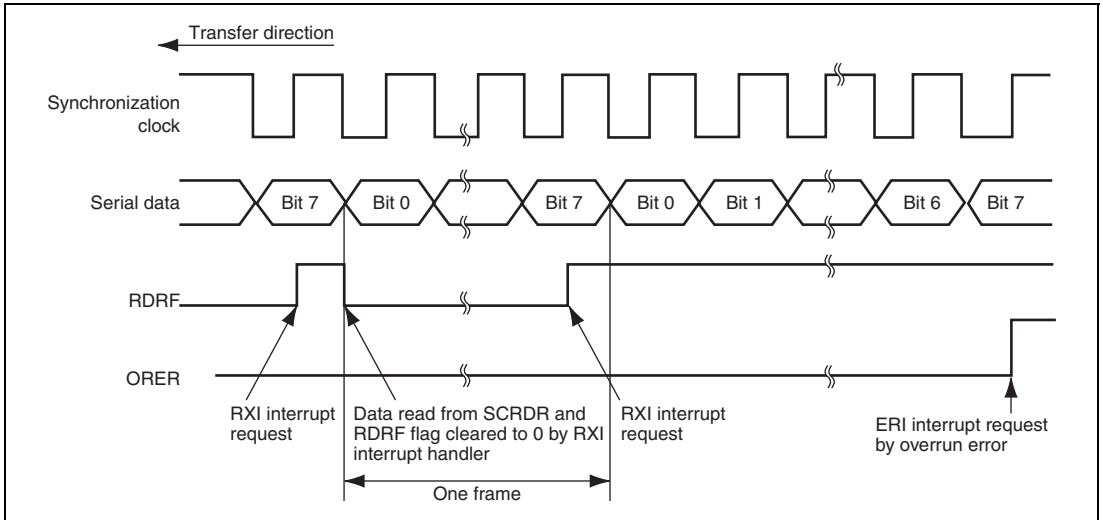 Transfer direction
Synchronization
clock
Serial data
Bit 7
Bit 0
Bit 7
Bit 0
Bit 1
Bit 6
Bit 7
RDRF
ORER
RXI interrupt
request
Data read from SCRDR and
RDRF flag cleared to 0 by RXI
interrupt handler
RXI interrupt
request
ERI interrupt request
by overrun error
One frame